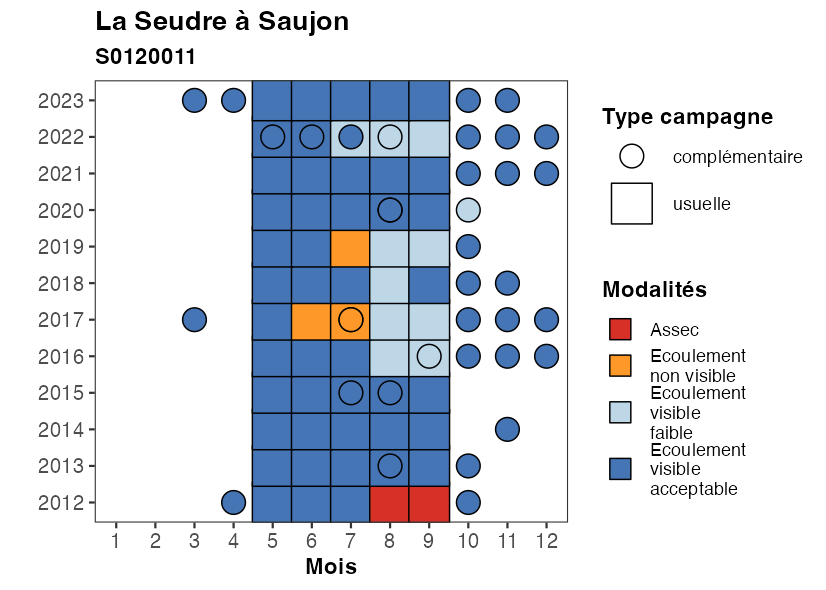 La Seudre à Saujon
S0120011
2023
2022
2021
2020
2019
2018
2017
2016
2015
2014
2013
2012
1 2 3 4 5 6 7 8 9 10 11 12
Mois
Type campagne
complémentaire
usuelle
Modalités
Assec
Ecoulement
non visible
Ecoulement
visible
faible
Ecoulement
visible
acceptable